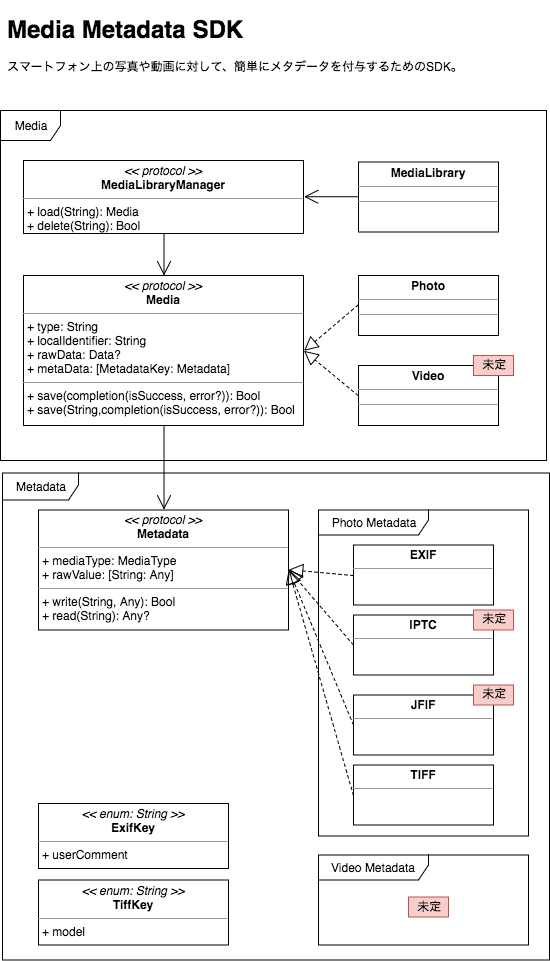 Media Metadata SDK
スマートフォン上の写真や動画に対して、簡単にメタデータを付与するためのSDK。
Media
<< protocol >>
MediaLibraryManager
+ load(String): Media
+ delete(String): Bool
MediaLibrary
<< protocol >>
Media
+ type: String
+ localIdentifier: String
+ rawData: Data?
+ metaData: [MetadataKey: Metadata]
+ save(completion(isSuccess, error?)): Bool
+ save(String,completion(isSuccess, error?)): Bool
Photo
未定
Video
Metadata
<< protocol >>
Metadata
+ mediaType: MediaType
+ rawValue: [String: Any]
+ write(String, Any): Bool
+ read(String): Any?
Photo Metadata
EXIF
未定
IPTC
未定
JFIF
TIFF
<< enum: String >>
ExifKey
+ userComment
<< enum: String >>
TiffKey
+ model
Video Metadata
未定